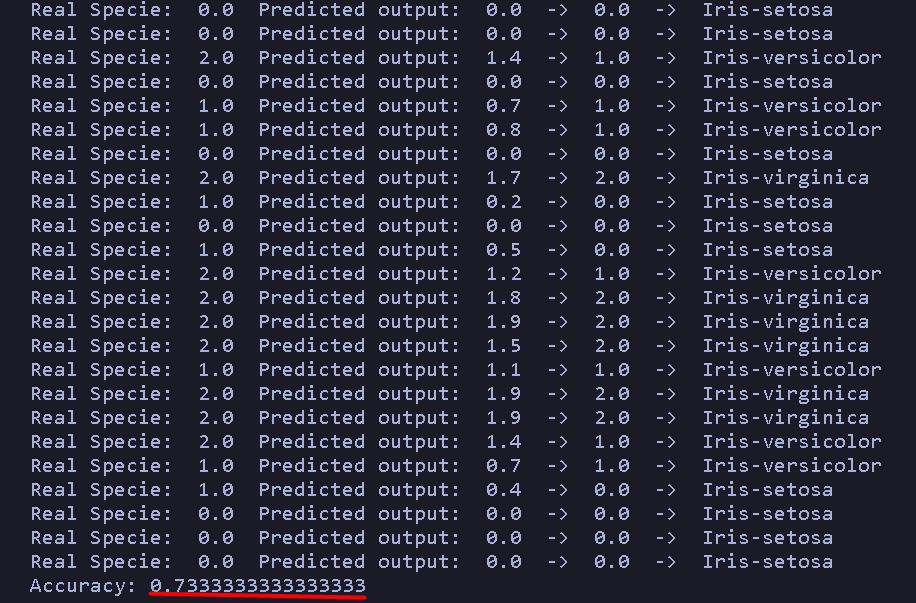 Real Specie:  0.0  Predicted output:  0.0  ->  0.0  ->  Iris-setosa
Real Specie:  0.0  Predicted output:  0.0  ->  0.0  ->  Iris-setosa
Real Specie:  2.0  Predicted output:  1.4  ->  1.0  ->  Iris-versicolor
Real Specie:  0.0  Predicted output:  0.0  ->  0.0  ->  Iris-setosa
Real Specie:  1.0  Predicted output:  0.7  ->  1.0  ->  Iris-versicolor
Real Specie:  1.0  Predicted output:  0.8  ->  1.0  ->  Iris-versicolor
Real Specie:  0.0  Predicted output:  0.0  ->  0.0  ->  Iris-setosa
Real Specie:  2.0  Predicted output:  1.7  ->  2.0  ->  Iris-virginica
Real Specie:  1.0  Predicted output:  0.2  ->  0.0  ->  Iris-setosa
Real Specie:  0.0  Predicted output:  0.0  ->  0.0  ->  Iris-setosa
Real Specie:  1.0  Predicted output:  0.5  ->  0.0  ->  Iris-setosa
Real Specie:  2.0  Predicted output:  1.2  ->  1.0  ->  Iris-versicolor
Real Specie:  2.0  Predicted output:  1.8  ->  2.0  ->  Iris-virginica
Real Specie:  2.0  Predicted output:  1.9  ->  2.0  ->  Iris-virginica
Real Specie:  2.0  Predicted output:  1.5  ->  2.0  ->  Iris-virginica
Real Specie:  1.0  Predicted output:  1.1  ->  1.0  ->  Iris-versicolor
Real Specie:  2.0  Predicted output:  1.9  ->  2.0  ->  Iris-virginica
Real Specie:  2.0  Predicted output:  1.9  ->  2.0  ->  Iris-virginica
Real Specie:  2.0  Predicted output:  1.4  ->  1.0  ->  Iris-versicolor
Real Specie:  1.0  Predicted output:  0.7  ->  1.0  ->  Iris-versicolor
Real Specie:  1.0  Predicted output:  0.4  ->  0.0  ->  Iris-setosa
Real Specie:  0.0  Predicted output:  0.0  ->  0.0  ->  Iris-setosa
Real Specie:  0.0  Predicted output:  0.0  ->  0.0  ->  Iris-setosa
Real Specie:  0.0  Predicted output:  0.0  ->  0.0  ->  Iris-setosa
Accuracy: 0.7333333333333333